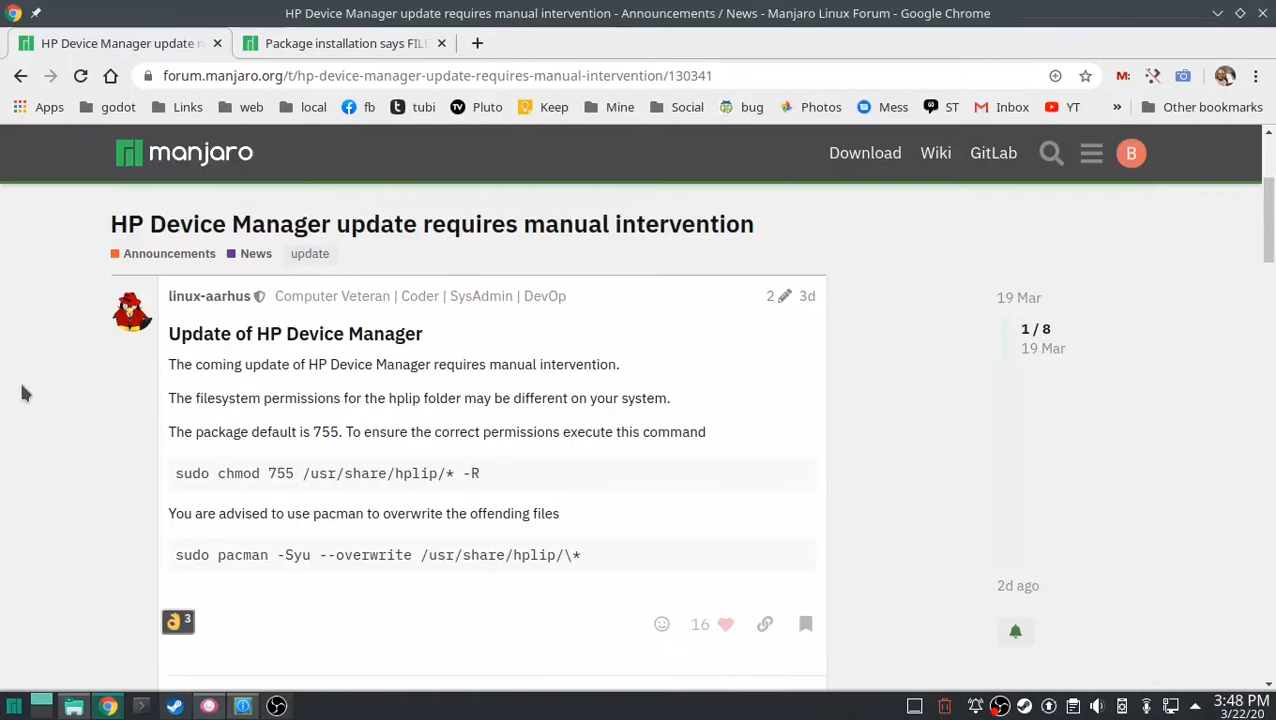 HP Device Manager update requires manual intervention - Announcements / News - Manjaro Linux Forum - Google Chrome
HP Device Manager update r
Package installation says FILE
forum.manjaro.org/t/hp-device-manager-update-requires-manual-intervention/130341
M:
Apps godot Links web local fb tubi Pluto Keep Mine Social bug Photos Mess ST Inbox YT » Other bookmarks
manjaro
Download Wiki GitLab B
HP Device Manager update requires manual intervention
Announcements News update
linux-aarhus Computer Veteran | Coder | SysAdmin | DevOp 2 3d
19 Mar
Update of HP Device Manager
1 / 8
19 Mar
The coming update of HP Device Manager requires manual intervention.
The filesystem permissions for the hplip folder may be different on your system.
The package default is 755. To ensure the correct permissions execute this command
sudo chmod 755 /usr/share/hplip/* -R
You are advised to use pacman to overwrite the offending files
sudo pacman -Syu --overwrite /usr/share/hplip/\*
2d ago
3
16
3:48 PM
3/22/20